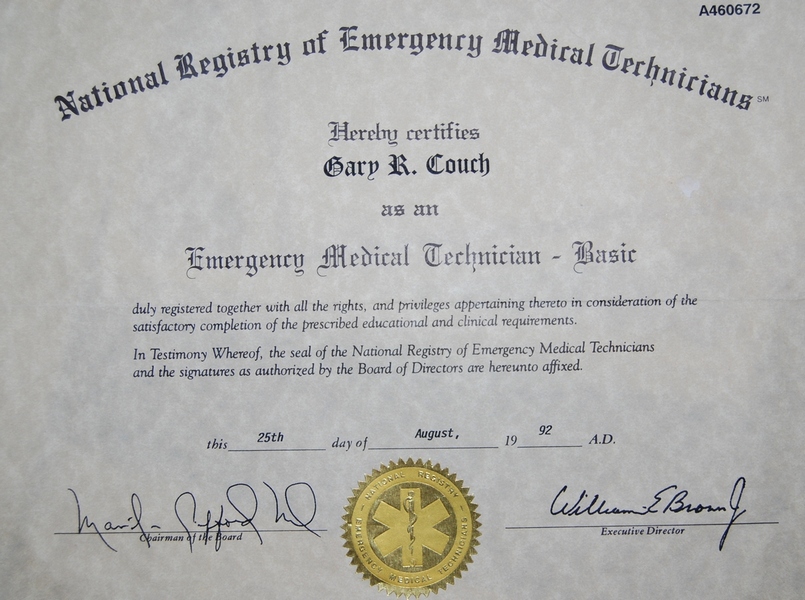 A460672
National Registry of Emergency Medical Technicians SM
Hereby certifies
Gary R. Couch
as an
Emergency Medical Technician - Basic
duly registered together with all the rights, and privileges appertaining thereto in consideration of the
satisfactory completion of the prescribed educational and clinical requirements.
In Testimony Whereof, the seal of the National Registry of Emergency Medical Technicians
and the signatures as authorized by the Board of Directors are hereunto affixed.
this 25th day of August, 19 92 A.D.
William E Brown Jr
Chairman of the Board
Executive Director
NATIONAL REGISTRY
EMERGENCY MEDICAL TECHNICIANS